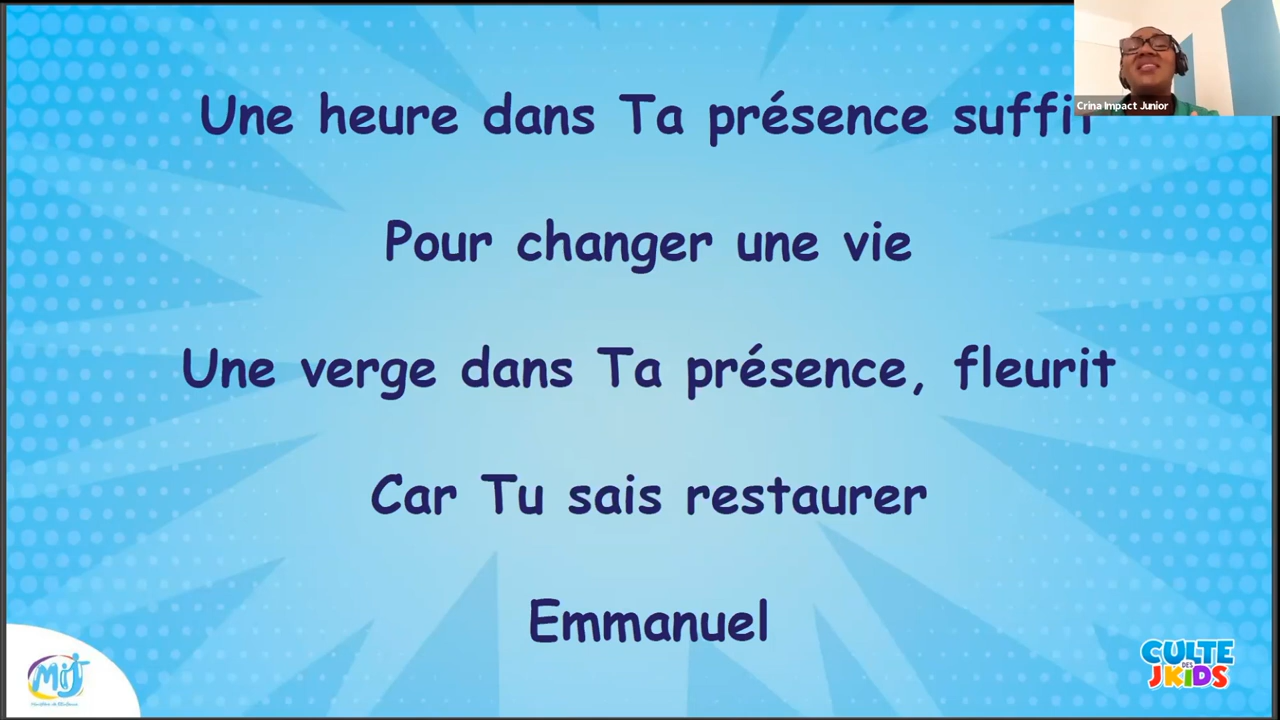 Une heure dans Ta présence suffit
Crina Impact Junior
Pour changer une vie
Une verge dans Ta présence, fleurit
Car Tu sais restaurer
Emmanuel
MIJ
CULTE
DES
JKIDS